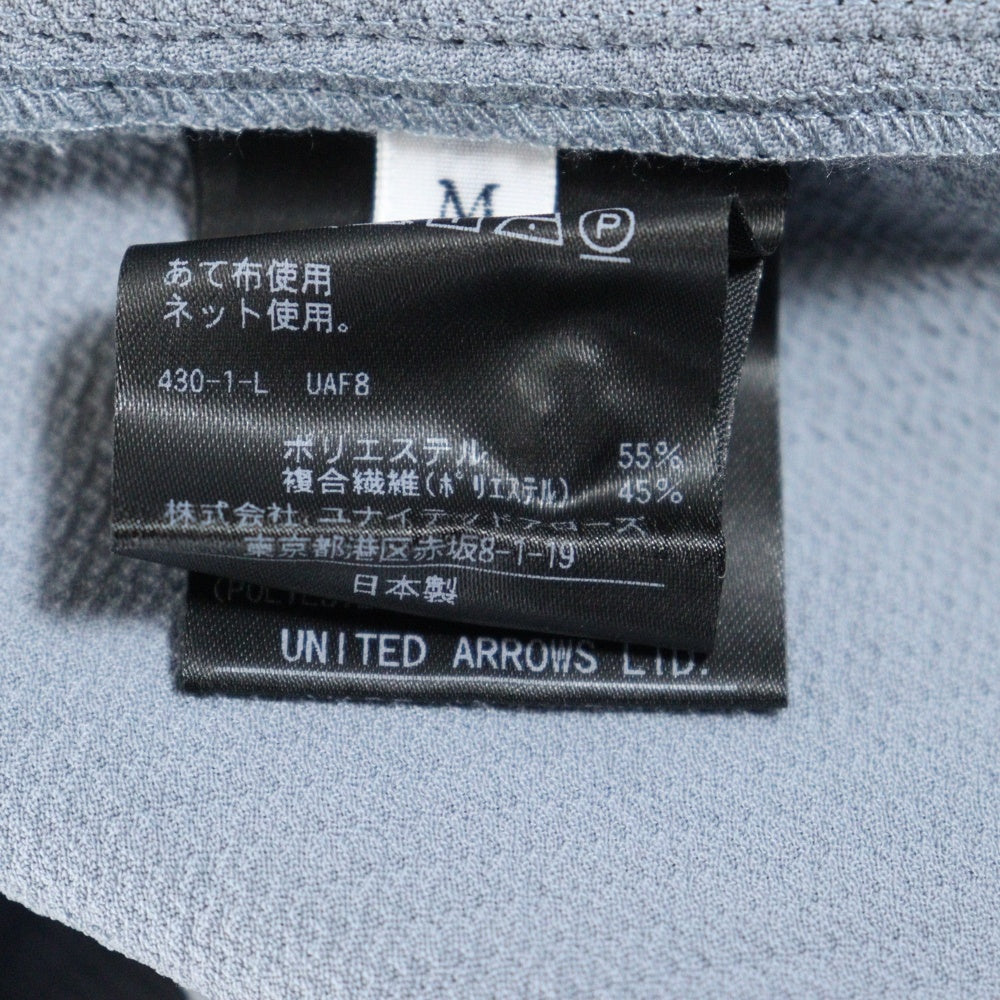 M
P
あて布使用
ネット使用。
430-1-L UAF8
ポリエステル 55%
複合繊維(ポリエステル) 45%
株式会社 ユナイテッドアローズ
東京都港区赤坂8-1-19
日本製
UNITED ARROWS LTD.